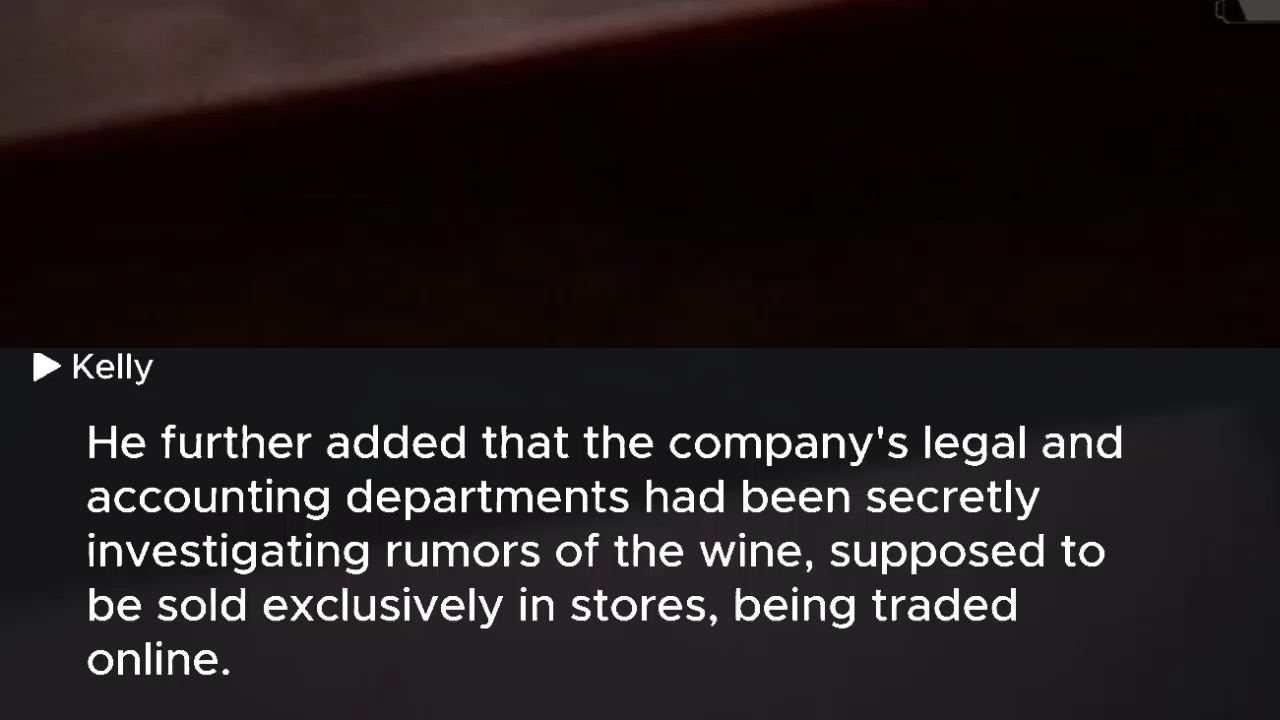 Kelly
He further added that the company's legal and
accounting departments had been secretly
investigating rumors of the wine, supposed to
be sold exclusively in stores, being traded
online.